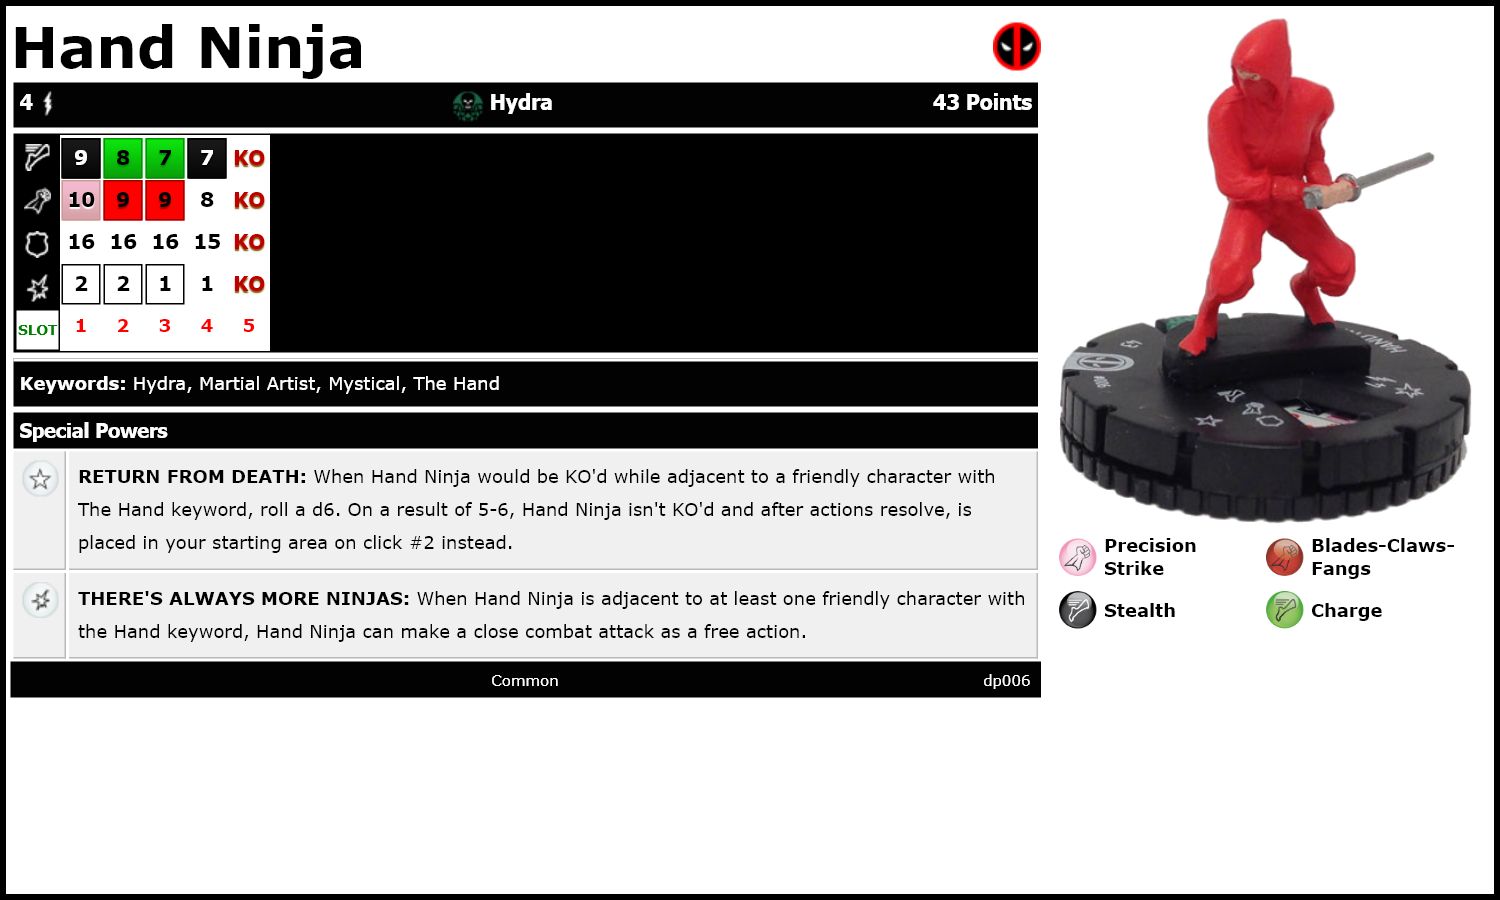 Hand Ninja
4 Hydra 43 Points
9 8 7 7 KO
10 9 9 8 KO
16 16 16 15 KO
2 2 1 1 KO
SLOT 1 2 3 4 5
Keywords: Hydra, Martial Artist, Mystical, The Hand
Special Powers
RETURN FROM DEATH: When Hand Ninja would be KO'd while adjacent to a friendly character with
The Hand keyword, roll a d6. On a result of 5-6, Hand Ninja isn't KO'd and after actions resolve, is
placed in your starting area on click #2 instead.
THERE'S ALWAYS MORE NINJAS: When Hand Ninja is adjacent to at least one friendly character with
the Hand keyword, Hand Ninja can make a close combat attack as a free action.
Common dp006
#006
Precision
Strike
Blades-Claws-
Fangs
Stealth
Charge